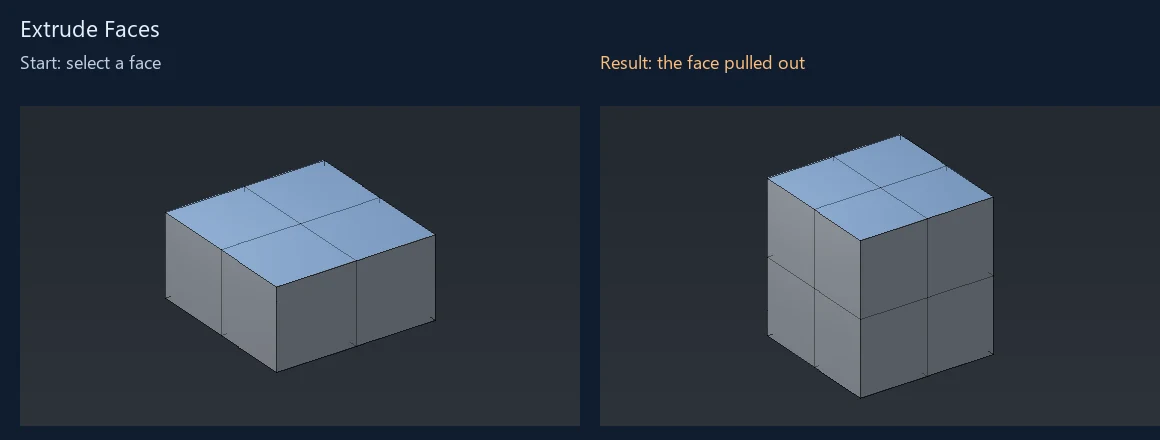 Extrude Faces
Start: select a face
Result: the face pulled out